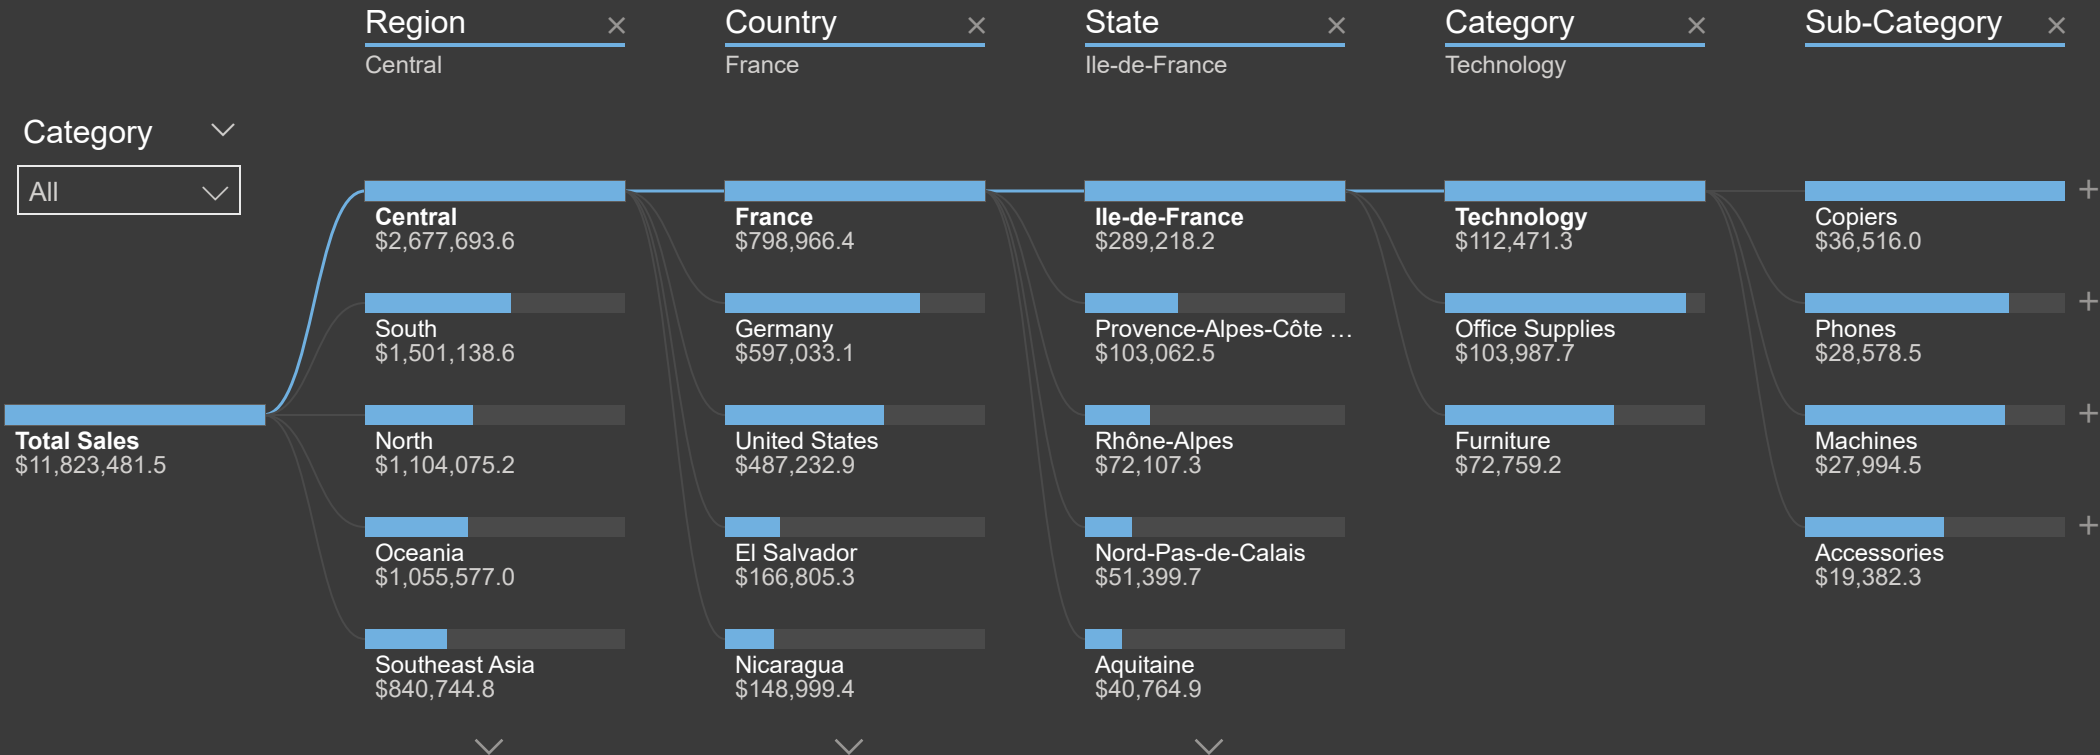 Region
Country
State
Category
Sub-Category
Central
France
Ile-de-France
Technology
Category
All
Total Sales
$11,823,481.5
Central
$2,677,693.6
South
$1,501,138.6
North
$1,104,075.2
Oceania
$1,055,577.0
Southeast Asia
$840,744.8
France
$798,966.4
Germany
$597,033.1
United States
$487,232.9
El Salvador
$166,805.3
Nicaragua
$148,999.4
Ile-de-France
$289,218.2
Provence-Alpes-Côte ...
$103,062.5
Rhône-Alpes
$72,107.3
Nord-Pas-de-Calais
$51,399.7
Aquitaine
$40,764.9
Technology
$112,471.3
Office Supplies
$103,987.7
Furniture
$72,759.2
Copiers
$36,516.0
Phones
$28,578.5
Machines
$27,994.5
Accessories
$19,382.3